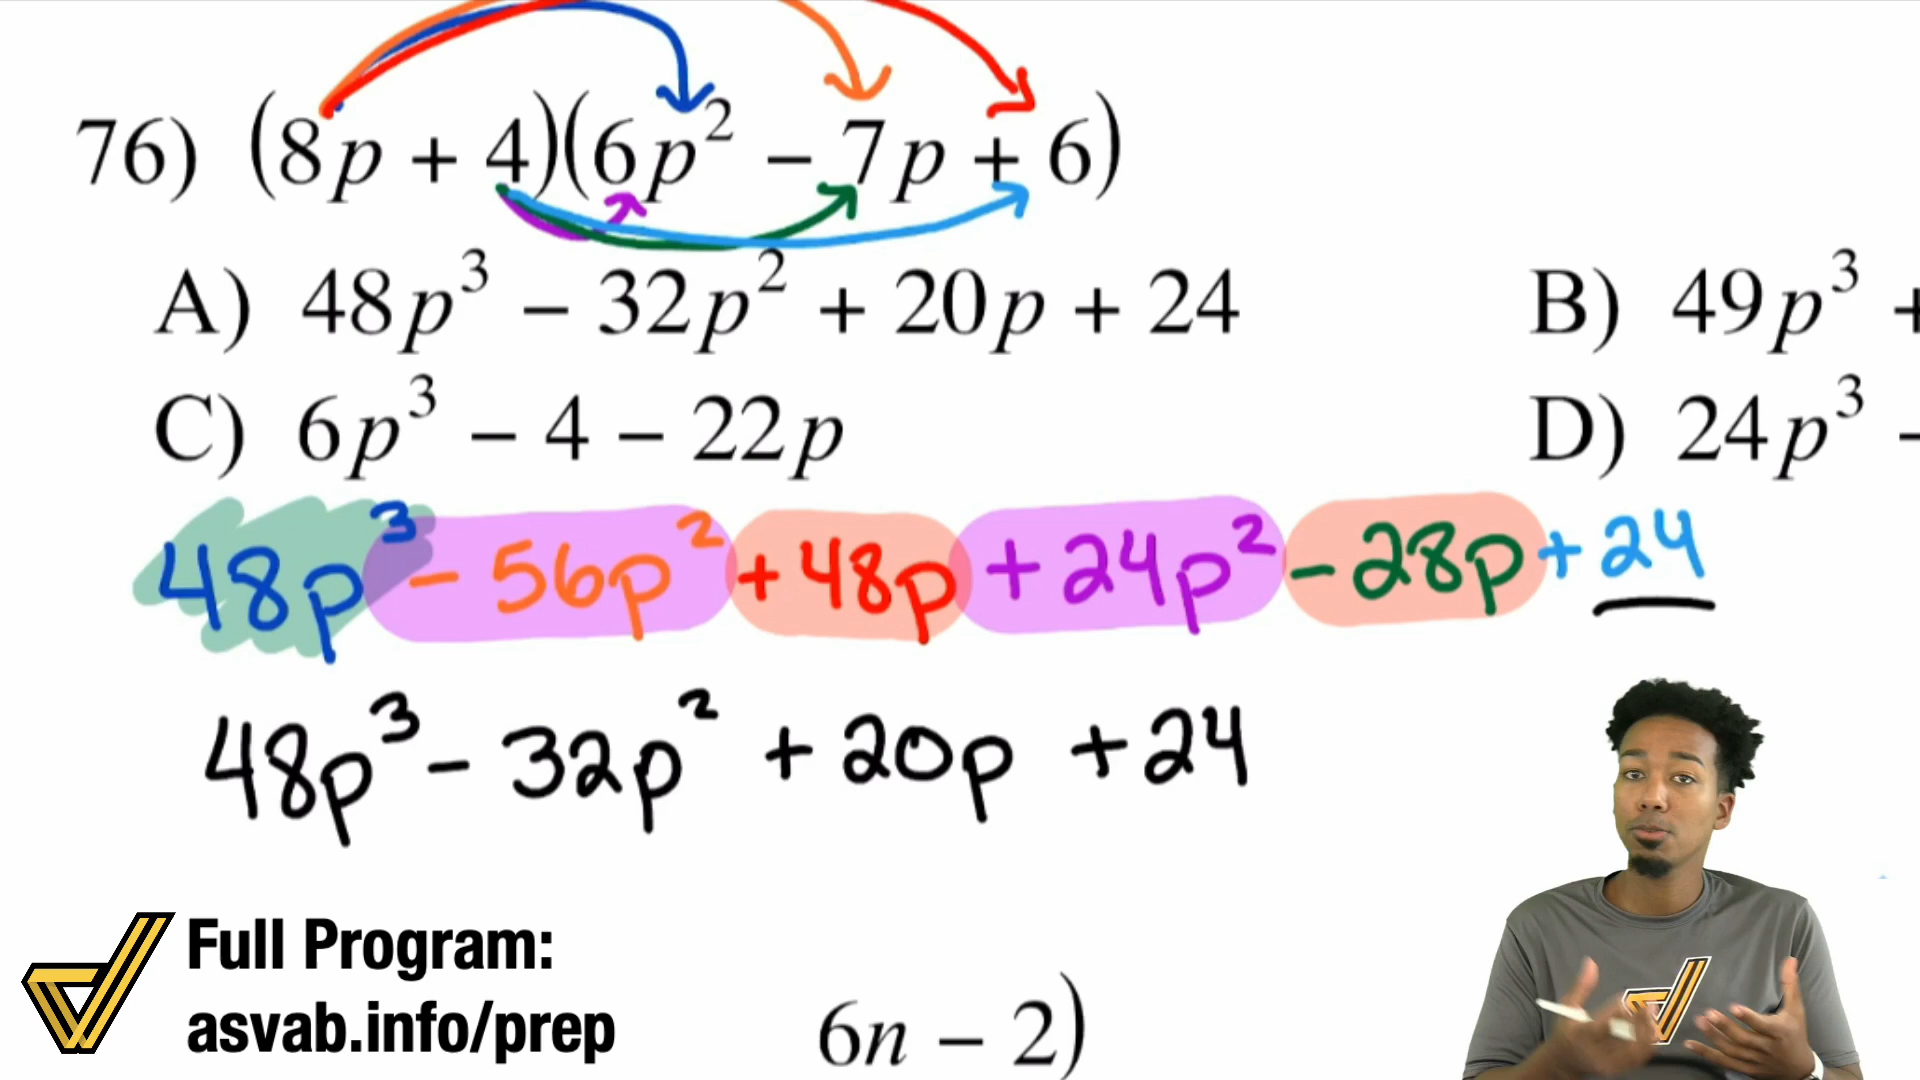 76) (8p + 4)(6p² − 7p + 6)
A) 48p³ − 32p² + 20p + 24 B) 49p³ +
C) 6p³ − 4 − 22p D) 24p³ −
48p³ − 56p² + 48p + 24p² − 28p + 24
48p³ − 32p² + 20p + 24
Full Program:
asvab.info/prep
6n − 2)